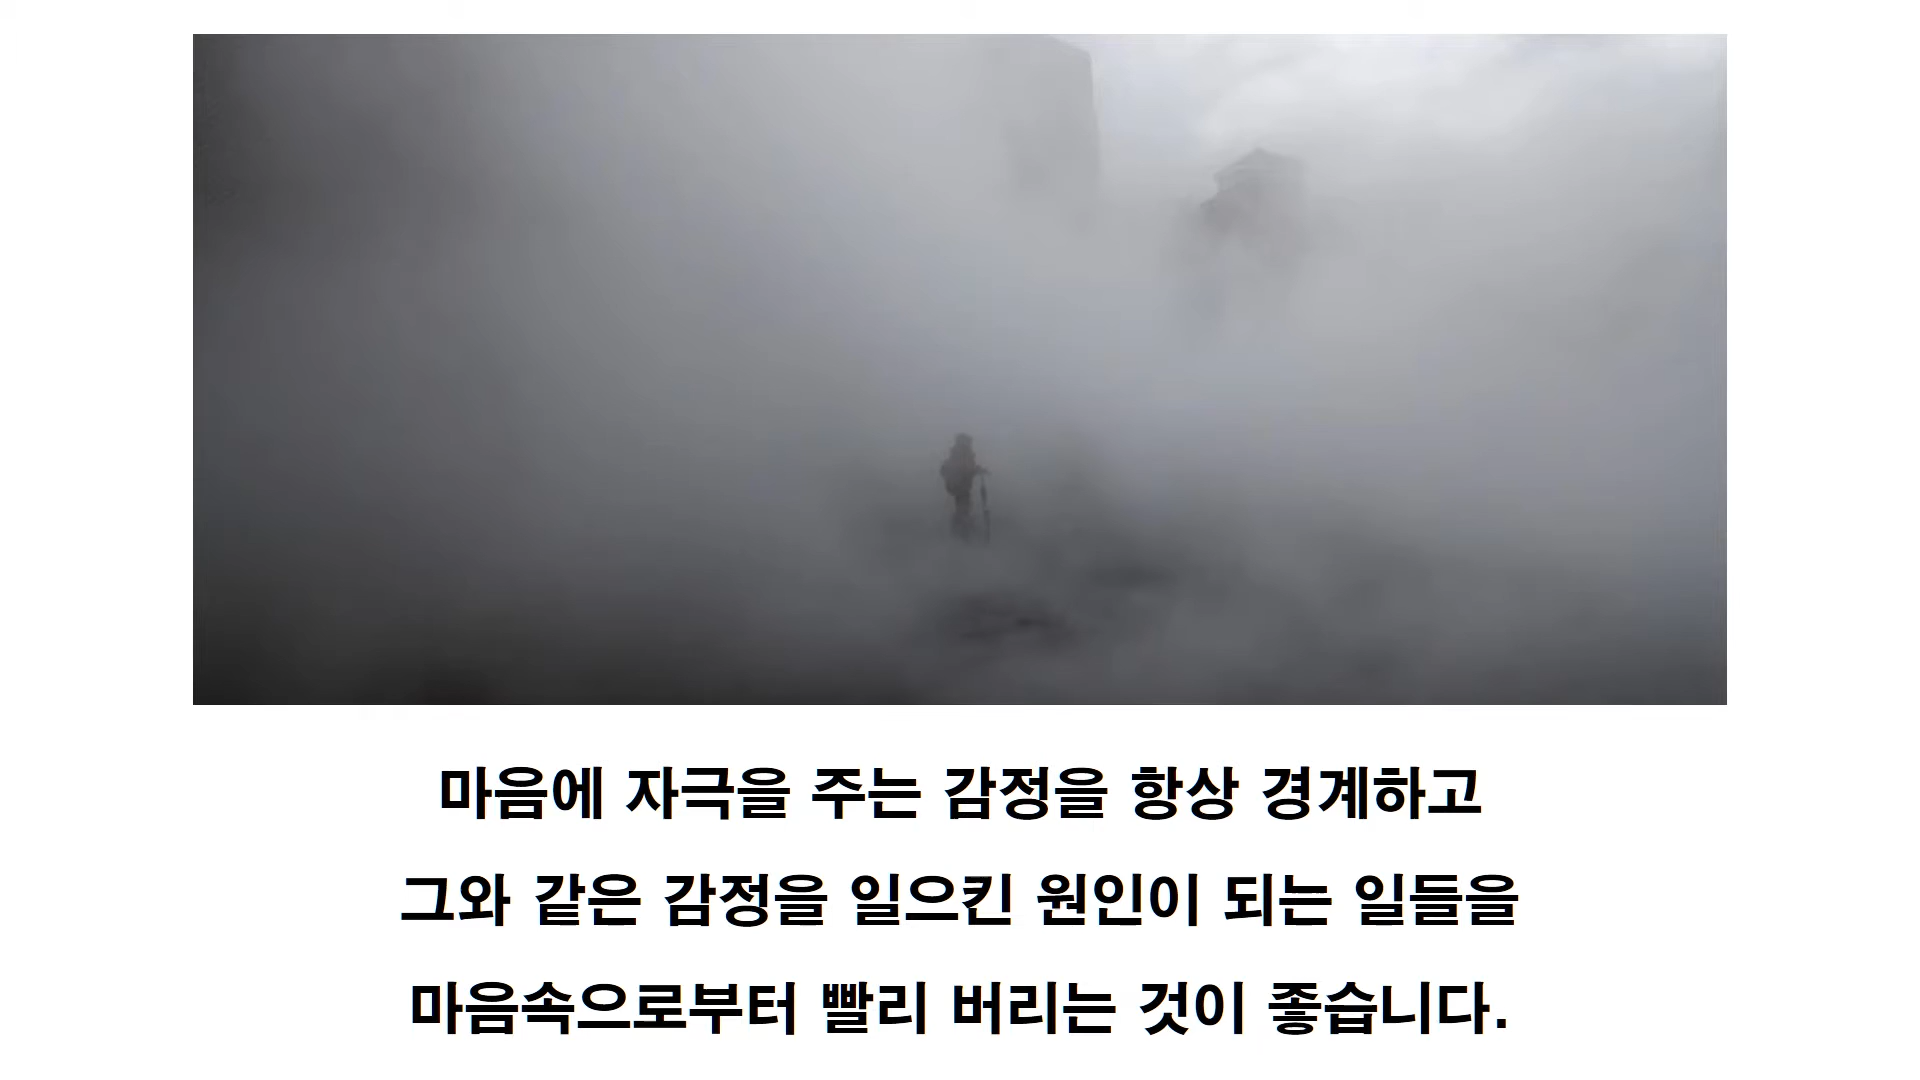 마음에 자극을 주는 감정을 항상 경계하고
그와 같은 감정을 일으킨 원인이 되는 일들을
마음속으로부터 빨리 버리는 것이 좋습니다.